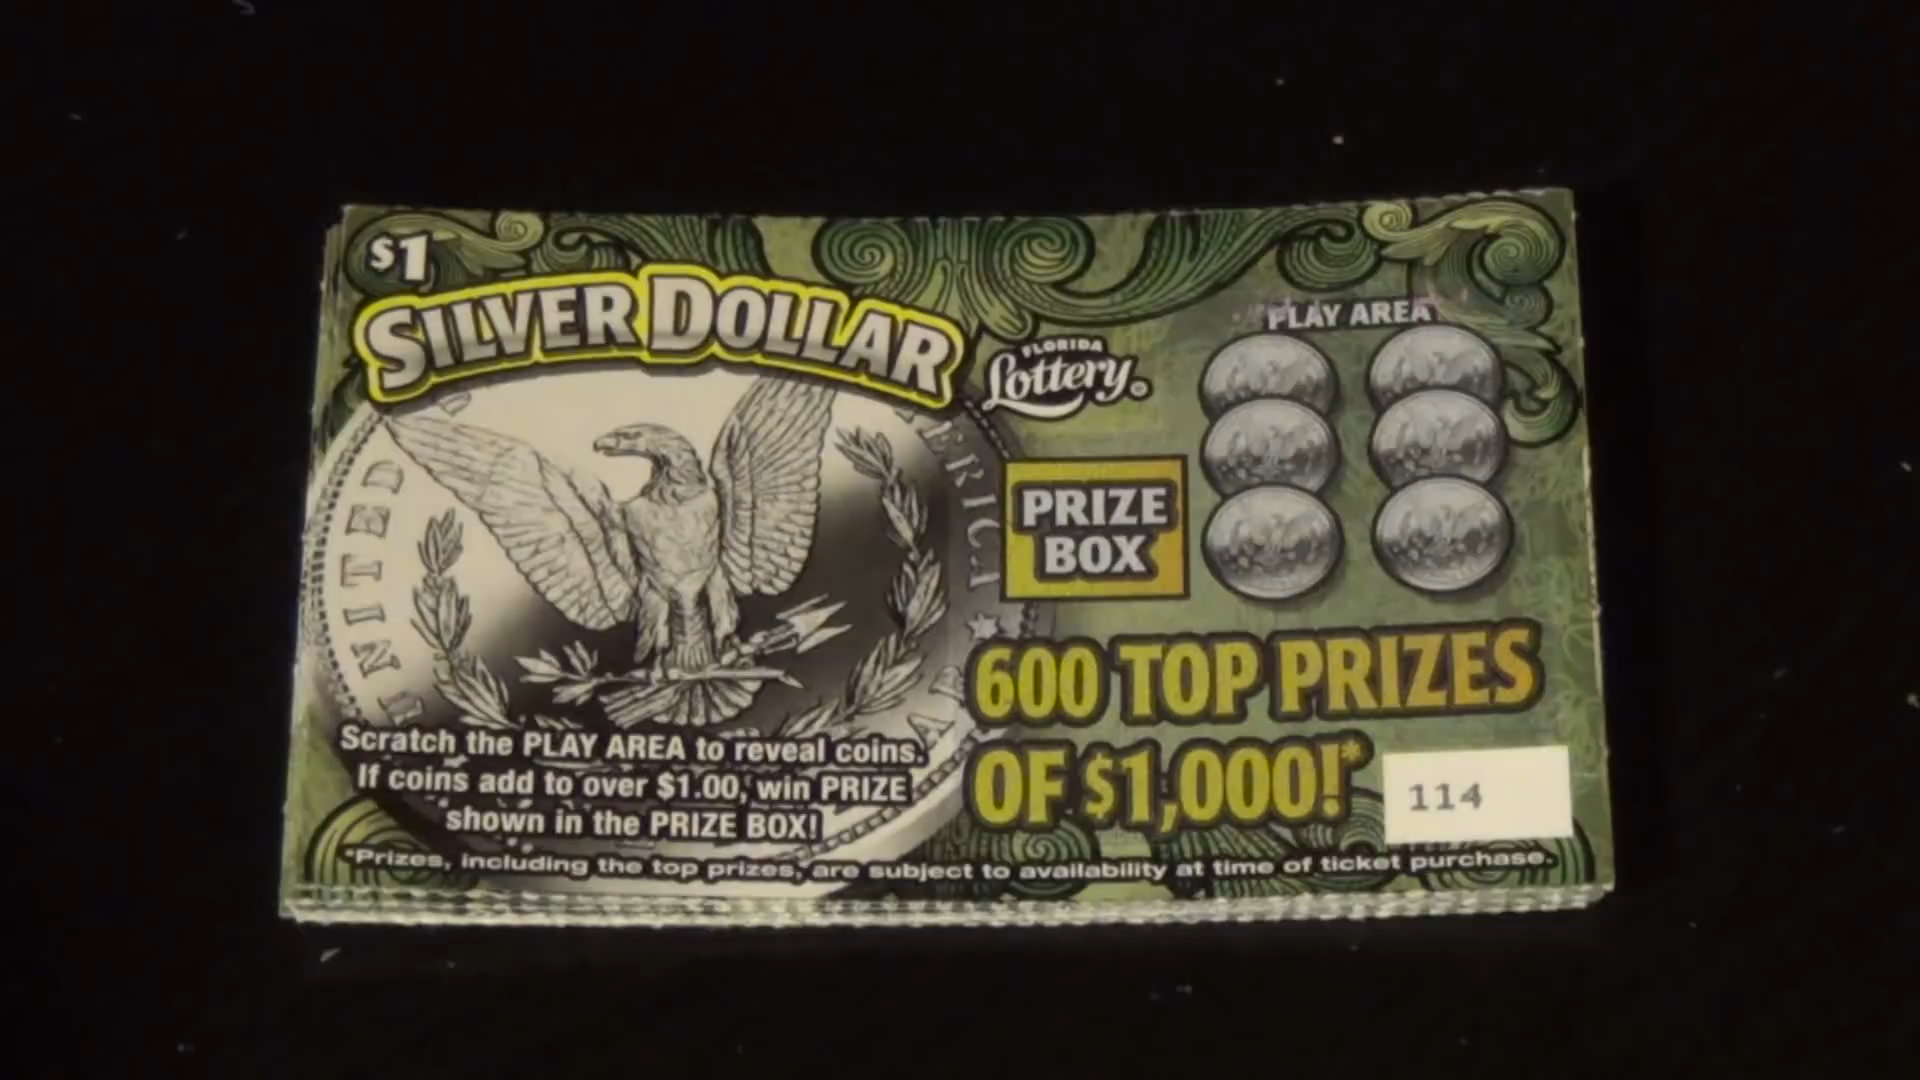 $1
SILVER DOLLAR
FLORIDA
Lottery
PLAY AREA
PRIZE
BOX
UNITED
ERICA
600 TOP PRIZES
OF $1,000!*
114
Scratch the PLAY AREA to reveal coins.
If coins add to over $1.00, win PRIZE
shown in the PRIZE BOX!
*Prizes, including the top prizes, are subject to availability at time of ticket purchase.